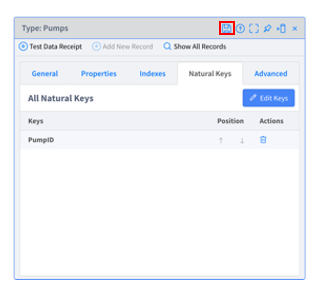 Type: Pumps
Test Data Receipt Add New Record Show All Records
General Properties Indexes Natural Keys Advanced
All Natural Keys Edit Keys
Keys Position Actions
PumpID